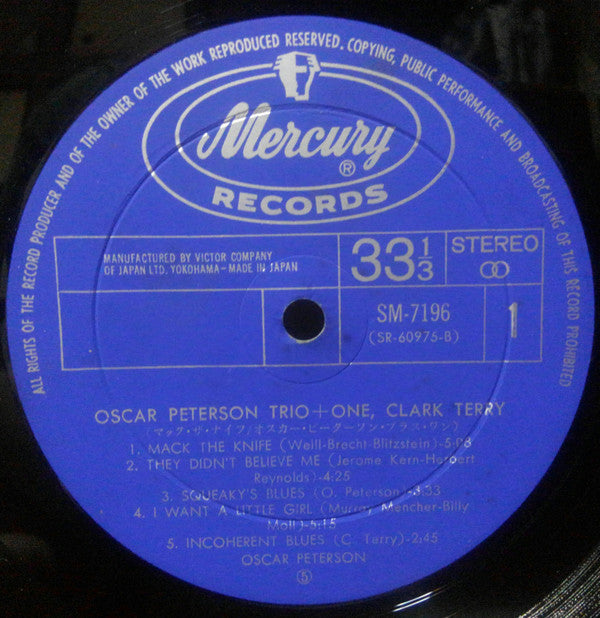 ALL RIGHTS OF THE RECORD PRODUCER AND OF THE OWNER OF THE WORK REPRODUCED RESERVED. COPYING, PUBLIC PERFORMANCE AND BROADCASTING OF THIS RECORD PROHIBITED
Mercury ®
RECORDS
MANUFACTURED BY VICTOR COMPANY
OF JAPAN LTD. YOKOHAMA-MADE IN JAPAN
33 1/3
STEREO
SM-7196
(SR-60975-B)
1
OSCAR PETERSON TRIO+ONE, CLARK TERRY
(マック・ザ・ナイフ/オスカー・ピーターソン・プラス・ワン)
1. MACK THE KNIFE (Weill-Brecht-Blitzstein)-5:08
2. THEY DIDN'T BELIEVE ME (Jerome Kern-Herbert
Reynolds)-4:25
3. SQUEAKY'S BLUES (O. Peterson)-3:33
4. I WANT A LITTLE GIRL (Murray Mencher-Billy
Moll)-5:15
5. INCOHERENT BLUES (C. Terry)-2:45
OSCAR PETERSON
⑤